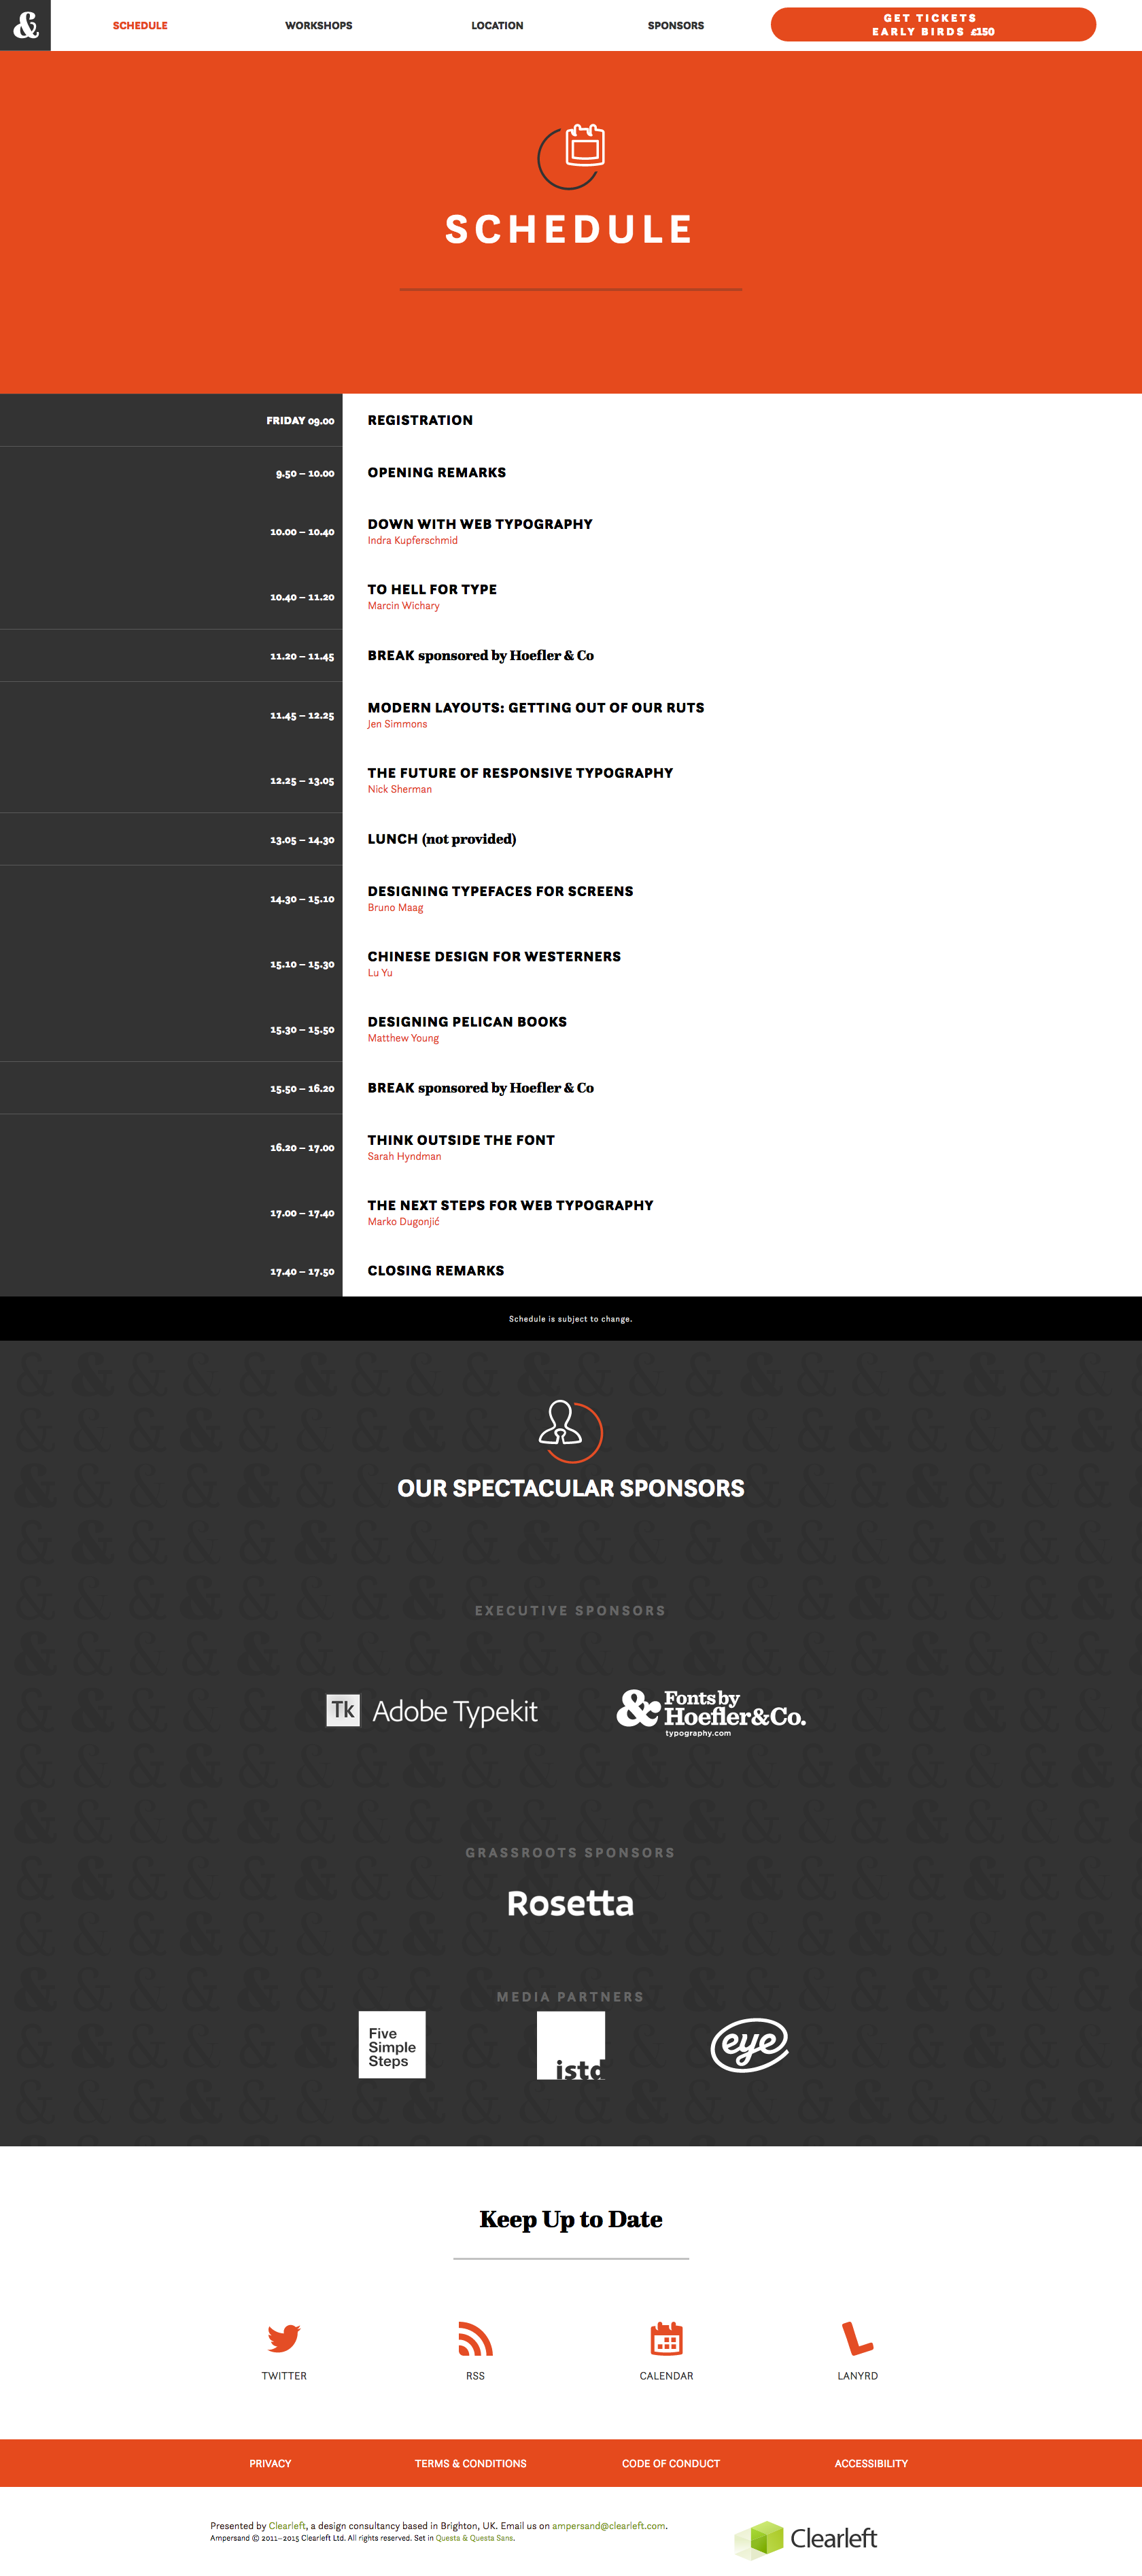 &
SCHEDULE
WORKSHOPS
LOCATION
SPONSORS
GET TICKETS
EARLY BIRDS £150
SCHEDULE
FRIDAY 09.00
REGISTRATION
9.50 – 10.00
OPENING REMARKS
10.00 – 10.40
DOWN WITH WEB TYPOGRAPHY
Indra Kupferschmid
10.40 – 11.20
TO HELL FOR TYPE
Marcin Wichary
11.20 – 11.45
BREAK sponsored by Hoefler & Co
11.45 – 12.25
MODERN LAYOUTS: GETTING OUT OF OUR RUTS
Jen Simmons
12.25 – 13.05
THE FUTURE OF RESPONSIVE TYPOGRAPHY
Nick Sherman
13.05 – 14.30
LUNCH (not provided)
14.30 – 15.10
DESIGNING TYPEFACES FOR SCREENS
Bruno Maag
15.10 – 15.30
CHINESE DESIGN FOR WESTERNERS
Lu Yu
15.30 – 15.50
DESIGNING PELICAN BOOKS
Matthew Young
15.50 – 16.20
BREAK sponsored by Hoefler & Co
16.20 – 17.00
THINK OUTSIDE THE FONT
Sarah Hyndman
17.00 – 17.40
THE NEXT STEPS FOR WEB TYPOGRAPHY
Marko Dugonjić
17.40 – 17.50
CLOSING REMARKS
Schedule is subject to change.
OUR SPECTACULAR SPONSORS
EXECUTIVE SPONSORS
Tk Adobe Typekit
& Fonts by
Hoefler&Co.
typography.com
GRASSROOTS SPONSORS
Rosetta
MEDIA PARTNERS
Five
Simple
Steps
istd
eye
Keep Up to Date
TWITTER
RSS
CALENDAR
LANYRD
PRIVACY
TERMS & CONDITIONS
CODE OF CONDUCT
ACCESSIBILITY
Presented by Clearleft, a design consultancy based in Brighton, UK. Email us on ampersand@clearleft.com.
Ampersand © 2011–2015 Clearleft Ltd. All rights reserved. Set in Questa & Questa Sans.
Clearleft